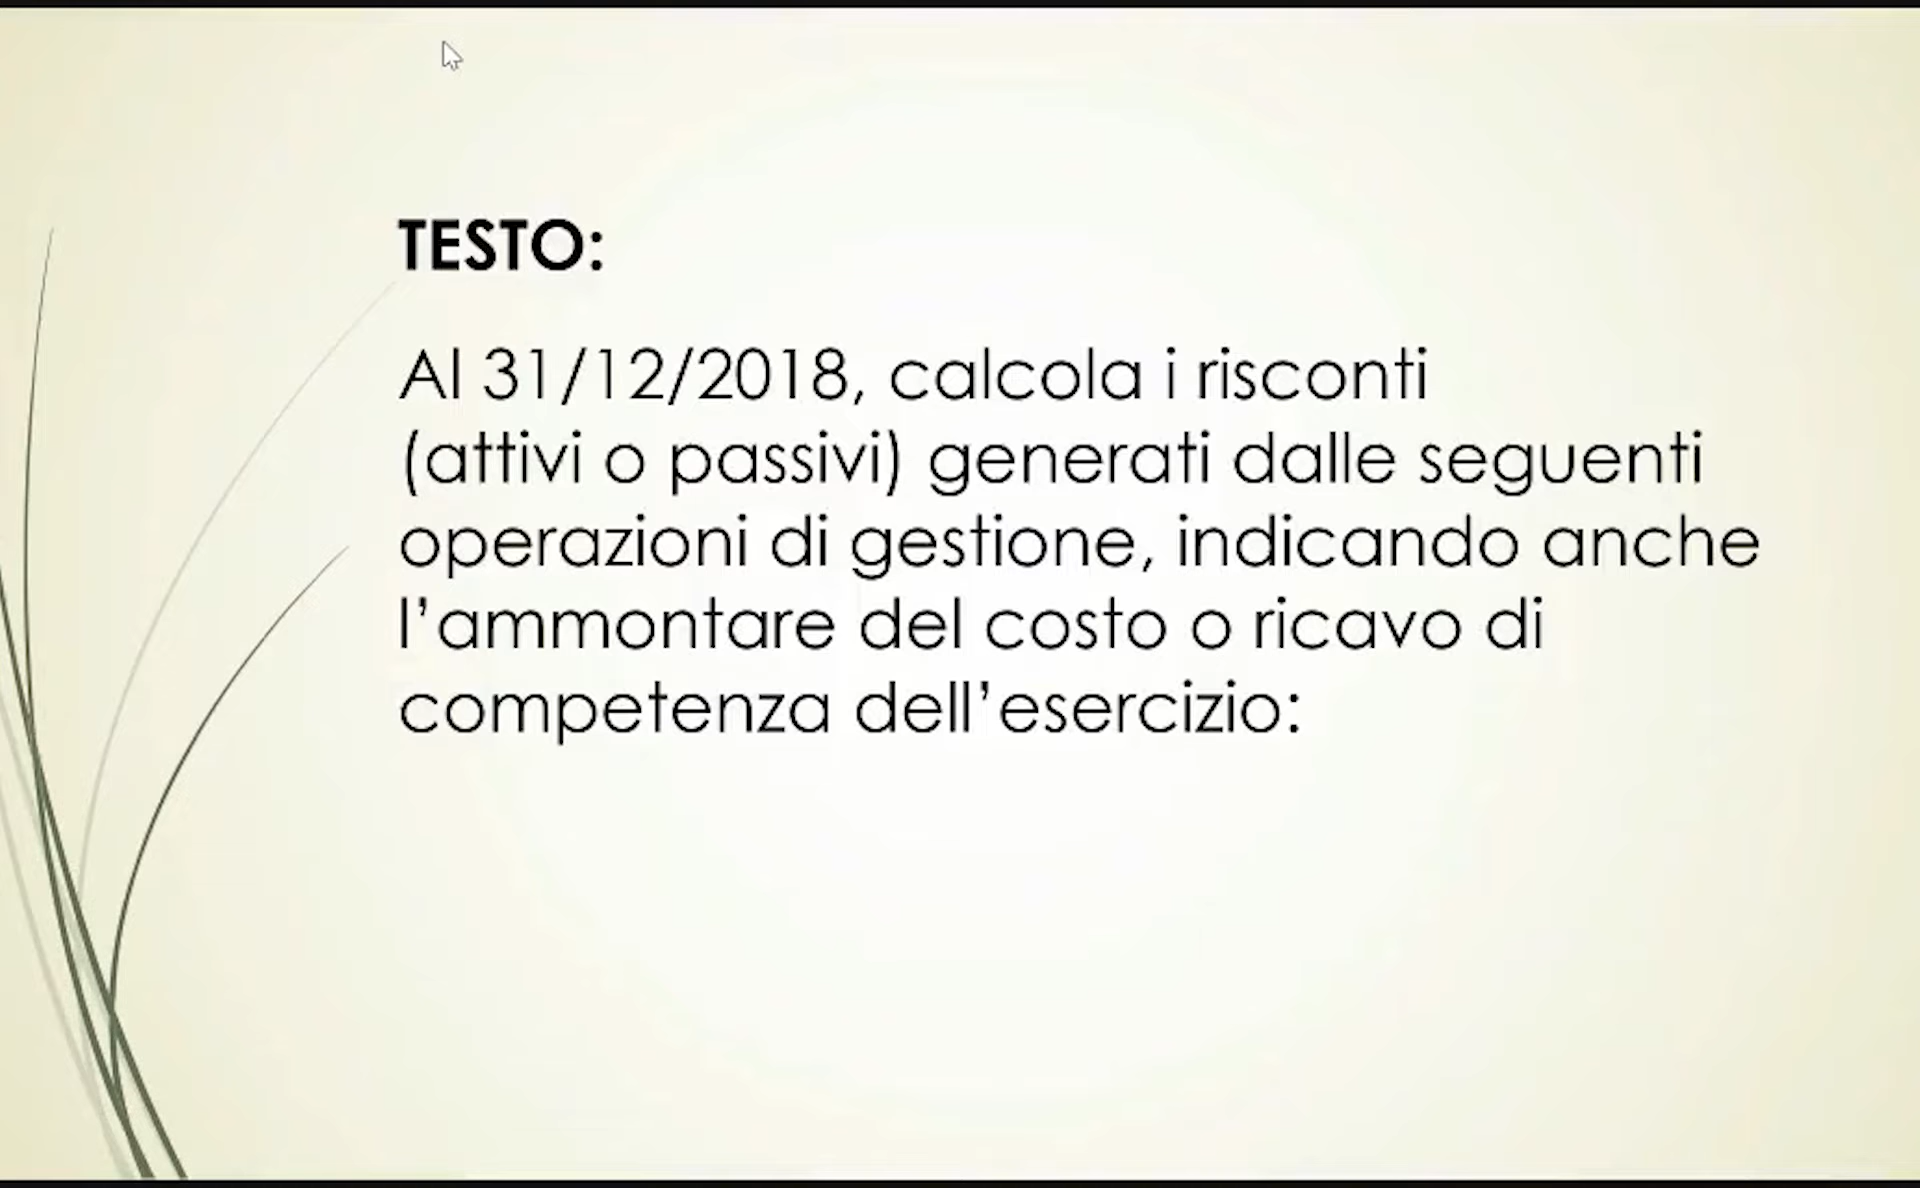 TESTO:
Al 31/12/2018, calcola i risconti
(attivi o passivi) generati dalle seguenti
operazioni di gestione, indicando anche
l’ammontare del costo o ricavo di
competenza dell’esercizio: